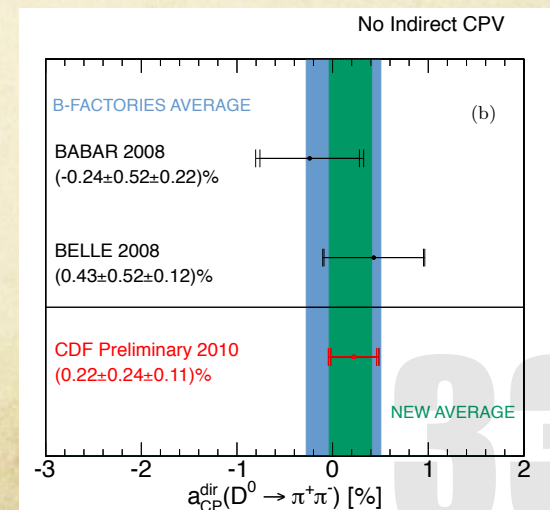 No Indirect CPV
B-FACTORIES AVERAGE
(b)
BABAR 2008
(-0.24±0.52±0.22)%
BELLE 2008
(0.43±0.52±0.12)%
CDF Preliminary 2010
(0.22±0.24±0.11)%
NEW AVERAGE
-3 -2 -1 0 1 2
a_CP^dir(D⁰ → π⁺π⁻) [%]